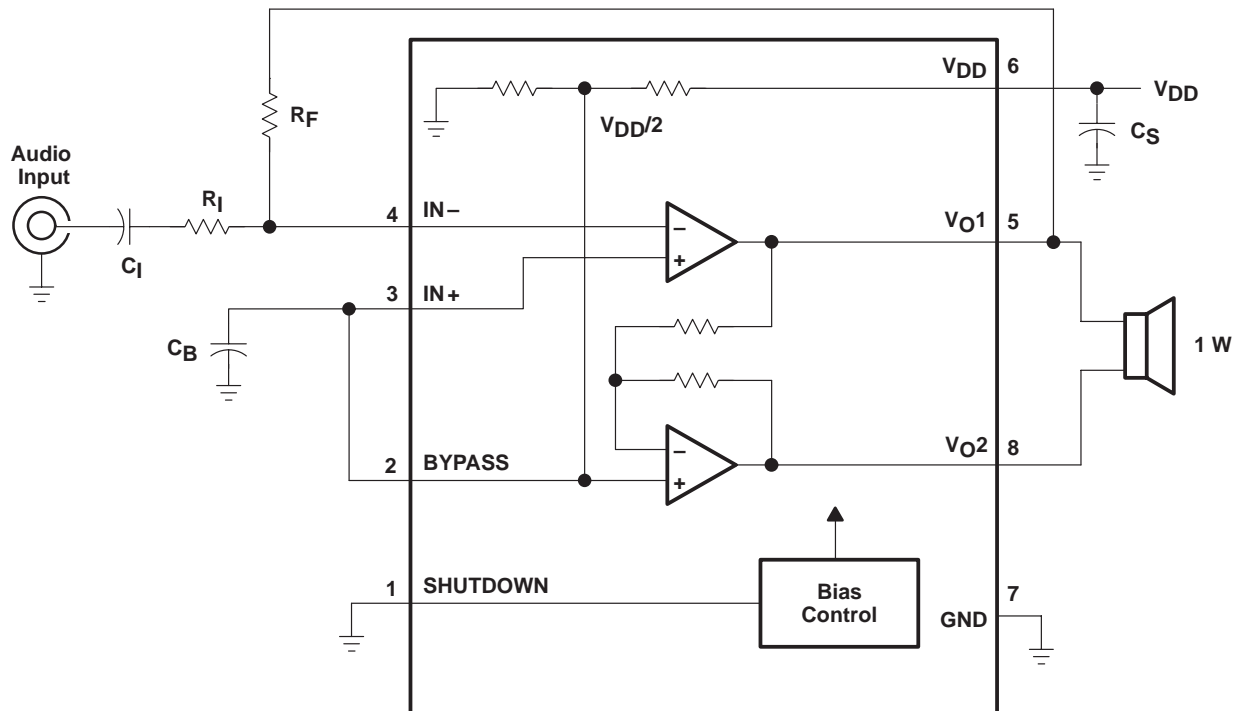 VDD 6
VDD
RF
VDD/2
CS
Audio
Input
RI
4 IN−
VO1 5
−
+
CI
3 IN+
CB
1 W
2 BYPASS
VO2 8
−
+
1 SHUTDOWN
Bias
Control
7
GND